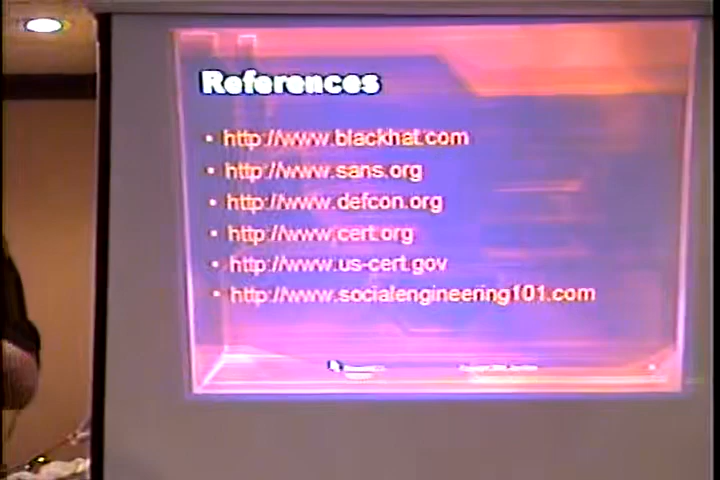 References
• http://www.blackhat.com
• http://www.sans.org
• http://www.defcon.org
• http://www.cert.org
• http://www.us-cert.gov
• http://www.socialengineering101.com